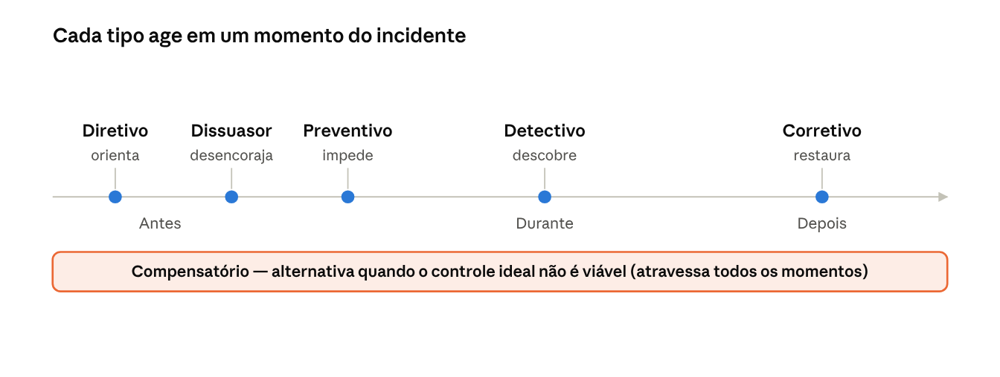 Cada tipo age em um momento do incidente
Diretivo
orienta
Dissuasor
desencoraja
Preventivo
impede
Detectivo
descobre
Corretivo
restaura
Antes
Durante
Depois
Compensatório — alternativa quando o controle ideal não é viável (atravessa todos os momentos)